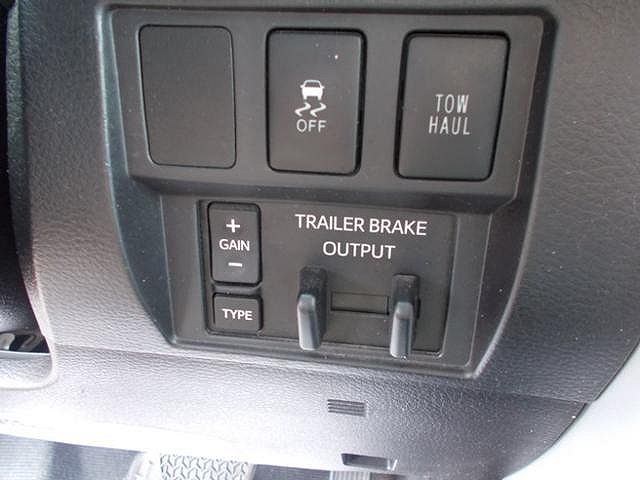 OFF
TOW
HAUL
+
GAIN
-
TYPE
TRAILER BRAKE
OUTPUT